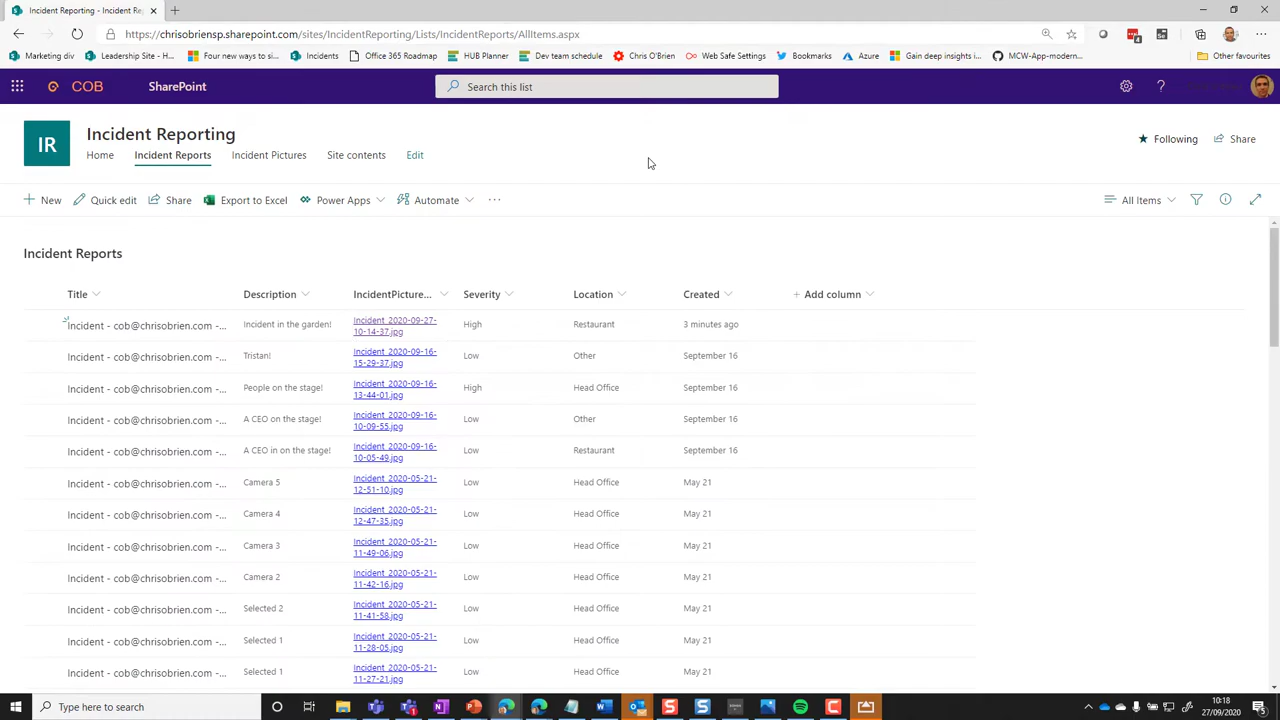 Incident Reporting - Incident Re
https://chrisobriensp.sharepoint.com/sites/IncidentReporting/Lists/IncidentReports/AllItems.aspx
Marketing div Leadership Site - H... Four new ways to si... Incidents Office 365 Roadmap HUB Planner Dev team schedule Chris O'Brien Web Safe Settings Bookmarks Azure Gain deep insights i... MCW-App-modern... Other favourites
COB SharePoint Search this list ?
IR Incident Reporting
Following Share
Home Incident Reports Incident Pictures Site contents Edit
New Quick edit Share Export to Excel Power Apps Automate ··· All Items
Incident Reports
Title Description IncidentPicture... Severity Location Created + Add column
Incident - cob@chrisobrien.com -... Incident in the garden! Incident 2020-09-27- High Restaurant 3 minutes ago
10-14-37.jpg
Incident - cob@chrisobrien.com -... Tristan! Incident 2020-09-16- Low Other September 16
15-29-37.jpg
Incident - cob@chrisobrien.com -... People on the stage! Incident 2020-09-16- High Head Office September 16
13-44-01.jpg
Incident - cob@chrisobrien.com -... A CEO on the stage! Incident 2020-09-16- Low Other September 16
10-09-55.jpg
Incident - cob@chrisobrien.com -... A CEO in on the stage! Incident 2020-09-16- Low Restaurant September 16
10-05-49.jpg
Incident - cob@chrisobrien.com -... Camera 5 Incident 2020-05-21- Low Head Office May 21
12-51-10.jpg
Incident - cob@chrisobrien.com -... Camera 4 Incident 2020-05-21- Low Head Office May 21
12-47-35.jpg
Incident - cob@chrisobrien.com -... Camera 3 Incident 2020-05-21- Low Head Office May 21
11-49-06.jpg
Incident - cob@chrisobrien.com -... Camera 2 Incident 2020-05-21- Low Head Office May 21
11-42-16.jpg
Incident - cob@chrisobrien.com -... Selected 2 Incident 2020-05-21- Low Head Office May 21
11-41-58.jpg
Incident - cob@chrisobrien.com -... Selected 1 Incident 2020-05-21- Low Head Office May 21
11-28-05.jpg
Incident - cob@chrisobrien.com -... Selected 1 Incident 2020-05-21- Low Head Office May 21
11-27-21.jpg
Type here to search
10:18
27/09/2020